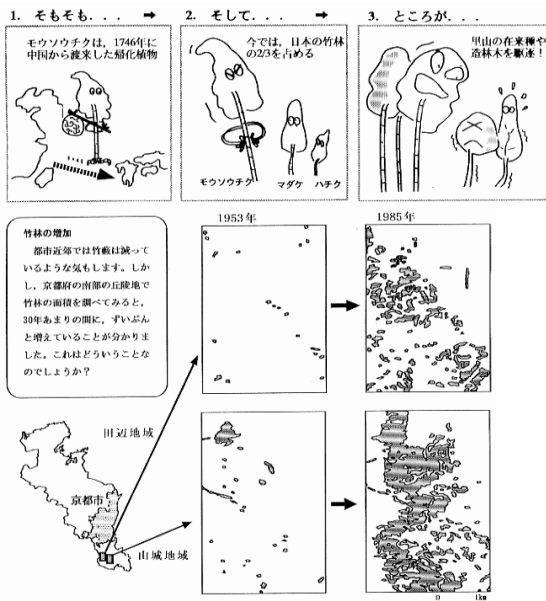 1. そもそも．．． ➡
モウソウチクは，1746年に
中国から渡来した帰化植物
2. そして．．． ➡
今では，日本の竹林
の2/3を占める
モウソウチク
マダケ
ハチク
3. ところが．．．
里山の在来種や
造林木を駆逐！
竹林の増加
都市近郊では竹藪は減って
いるような気もします。しか
し，京都府の南部の丘陵地で
竹林の面積を調べてみると，
30年あまりの間に，ずいぶん
と増えていることが分かりま
した。これはどういうことな
のでしょうか？
1953年
1985年
田辺地域
京都市
山城地域
0 1km